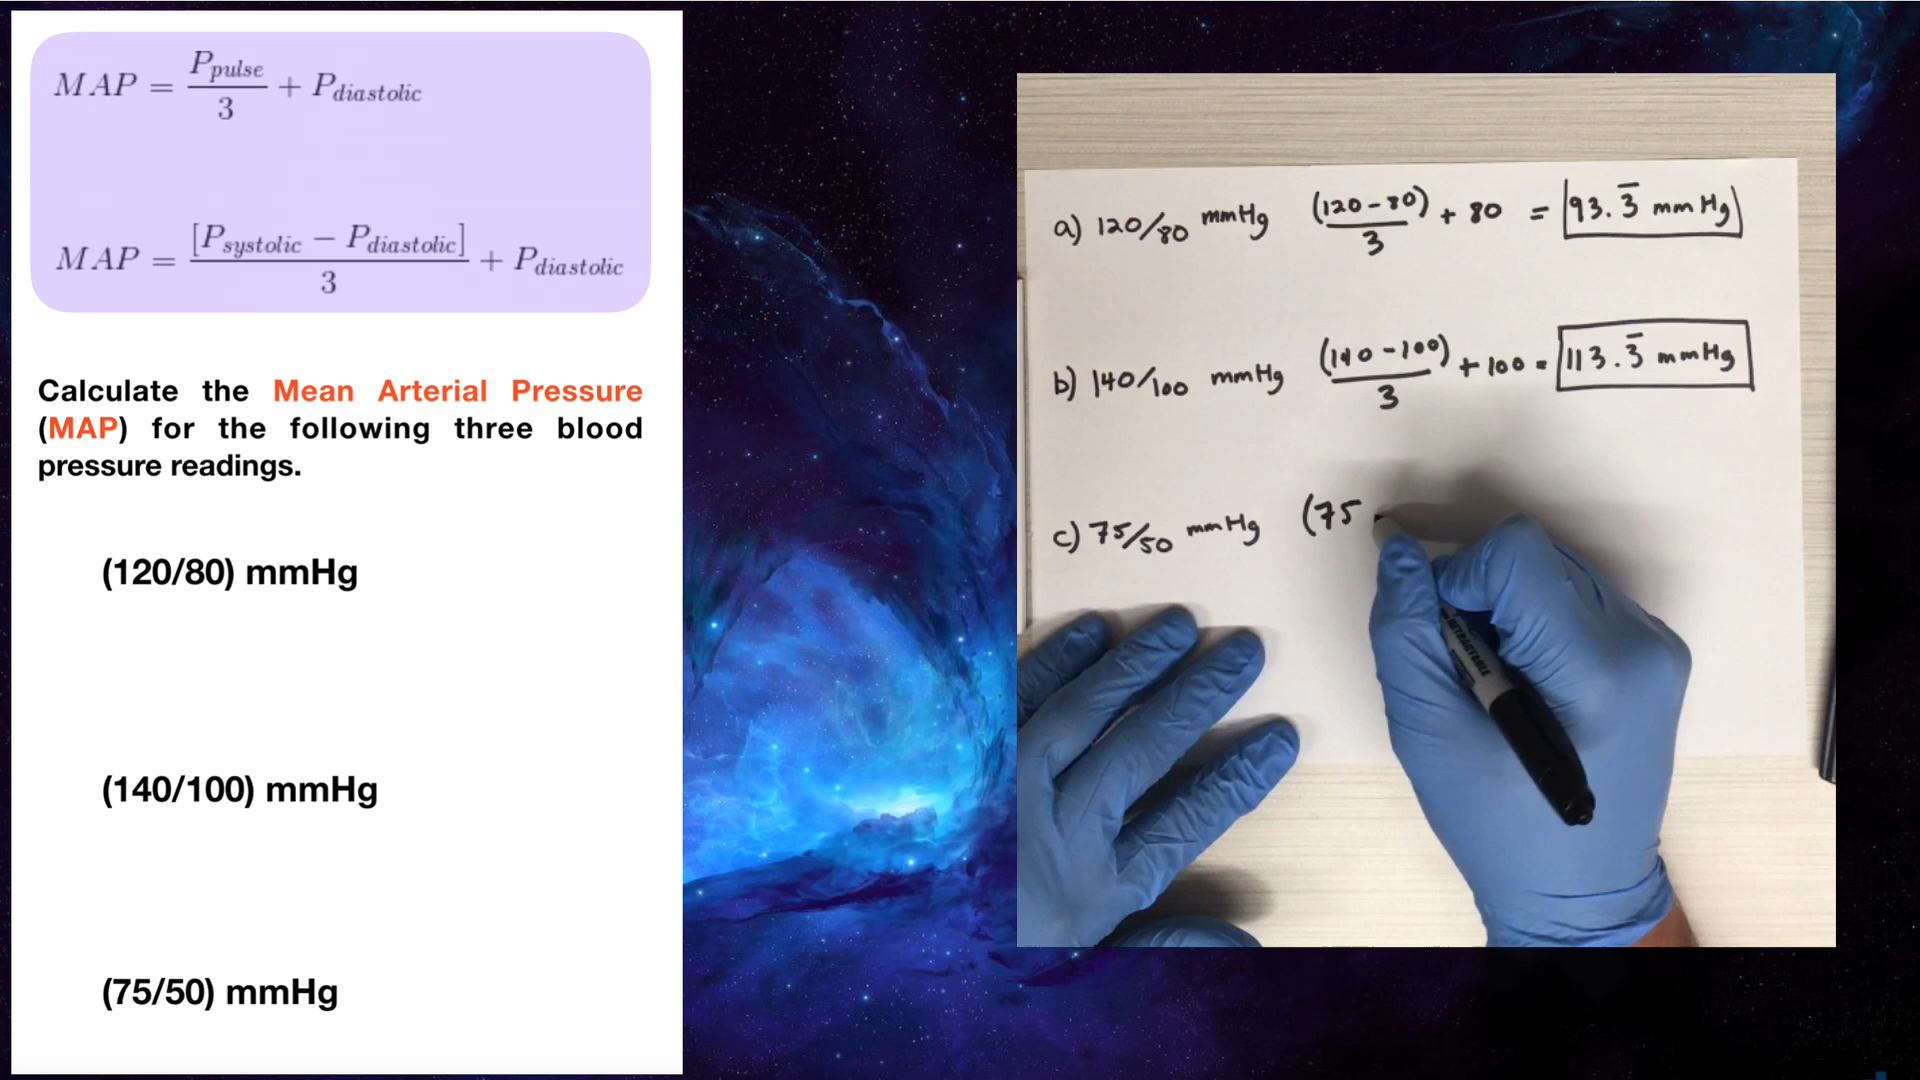 MAP = P_pulse / 3 + P_diastolic
MAP = [P_systolic − P_diastolic] / 3 + P_diastolic
Calculate the Mean Arterial Pressure
(MAP) for the following three blood
pressure readings.
(120/80) mmHg
(140/100) mmHg
(75/50) mmHg
a) 120/80 mmHg (120-80)/3 + 80 = 93.3̅ mmHg
b) 140/100 mmHg (140-100)/3 + 100 = 113.3̅ mmHg
c) 75/50 mmHg (75
RETRACTABLE